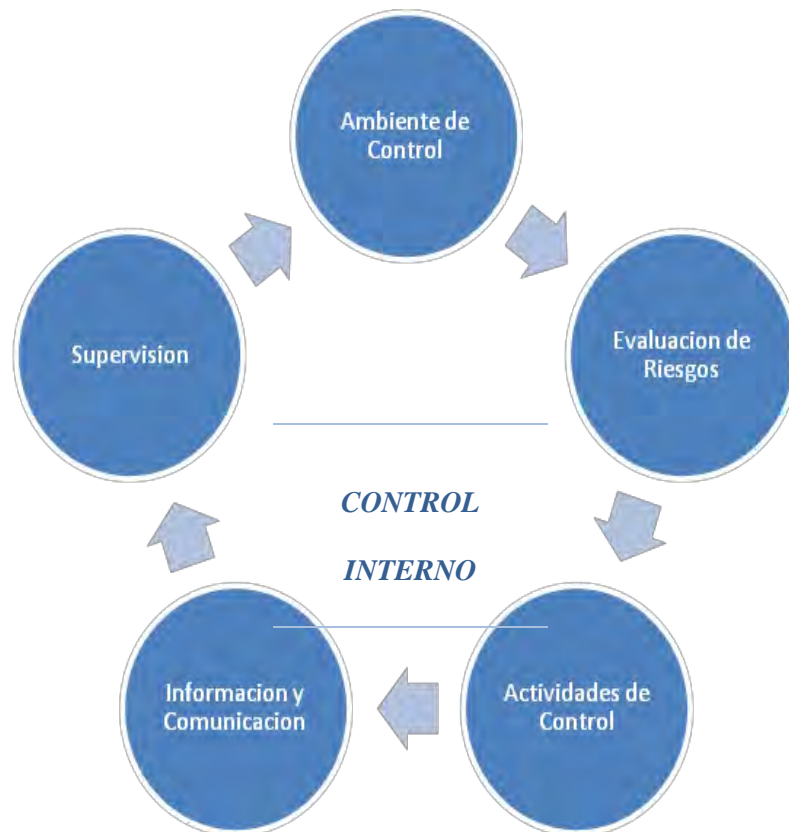 Ambiente de
Control
Evaluacion de
Riesgos
Actividades de
Control
Informacion y
Comunicacion
Supervision
CONTROL
INTERNO